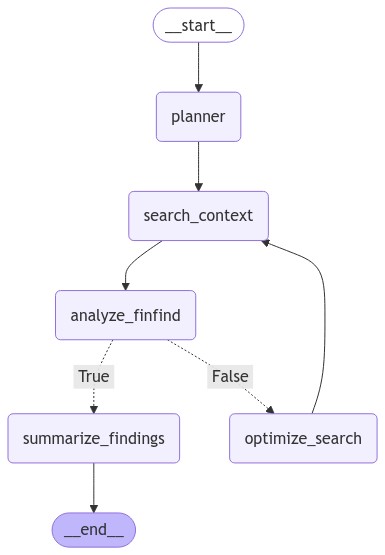 __start__
planner
search_context
analyze_finfind
True
False
summarize_findings
optimize_search
__end__